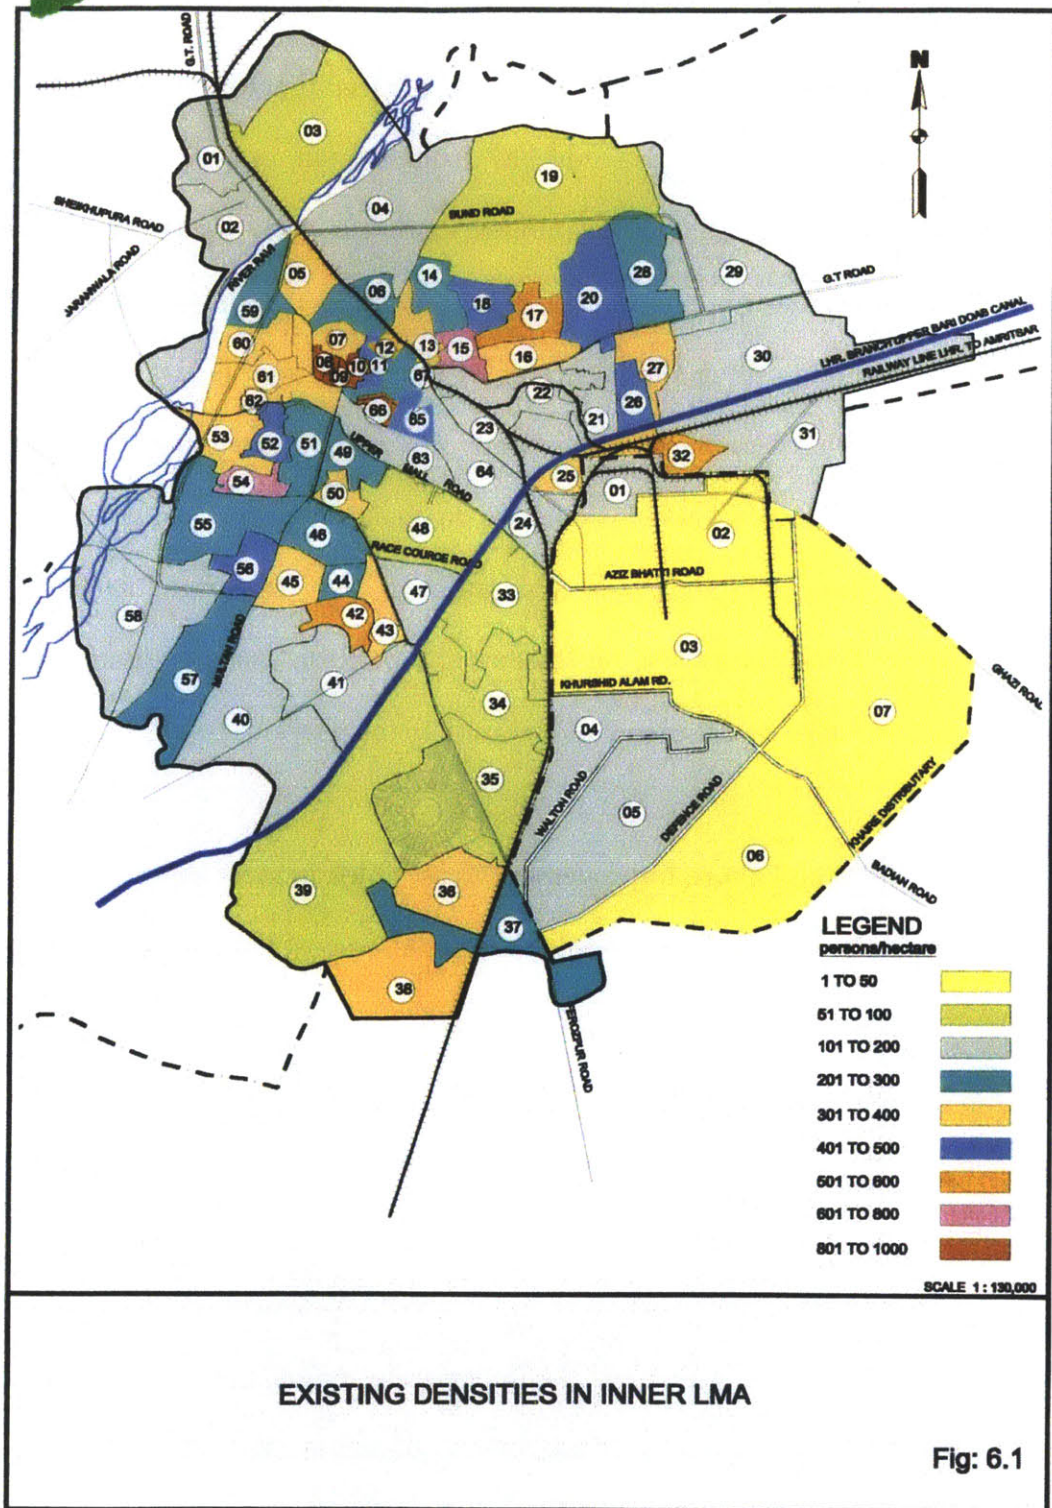 G.T. ROAD
N
03
01
19
04
BUND ROAD
SHEIKHUPURA ROAD
02
RIVER RAVI
JARANWALA ROAD
05
14
28
29
G.T ROAD
06
59
18
20
17
LHR. BRANCH UPPER BARI DOAB CANAL
60
07
12
13
15
16
30
RAILWAY LINE LHR. TO AMRITSAR
08
10
11
09
67
27
61
62
22
26
66
65
21
23
53
52
51
49
UPPER MALL ROAD
63
64
31
32
54
50
25
01
55
46
48
24
02
RACE COURCE ROAD
56
45
44
47
33
AZIZ BHATTI ROAD
58
42
43
03
57
MULTAN ROAD
41
KHURSHID ALAM RD.
GHAZI ROAD
40
34
04
07
35
WALTON ROAD
05
DEFENCE ROAD
KHAIRE DISTRIBUTARY
06
BADIAN ROAD
39
36
37
38
FEROZPUR ROAD
LEGEND
persons/hectare
1 TO 50
51 TO 100
101 TO 200
201 TO 300
301 TO 400
401 TO 500
501 TO 600
601 TO 800
801 TO 1000
SCALE 1 : 130,000
EXISTING DENSITIES IN INNER LMA
Fig: 6.1